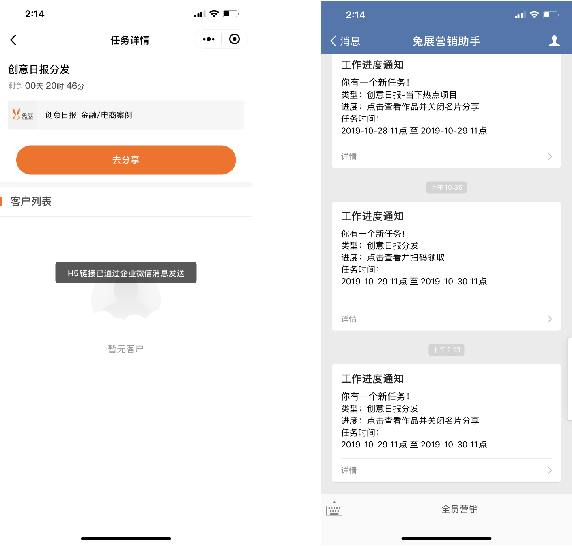 2:14
任务详情
创意日报分发
剩余 00天 20时 46分
兔展
创意日报-金融/电商案例
去分享
客户列表
H5链接已通过企业微信消息发送
暂无客户
2:14
消息
兔展营销助手
工作进度通知
你有一个新任务!
类型：创意日报-当下热点项目
进度：点击查看作品并关闭名片分享
任务时间：
2019-10-28 11点 至 2019-10-29 11点
详情
工作进度通知
你有一个新任务!
类型：创意日报分发
进度：点击查看并扫码领取
任务时间：
2019-10-29 11点 至 2019-10-30 11点
详情
工作进度通知
你有一个新任务!
类型：创意日报分发
进度：点击查看作品并关闭名片分享
任务时间：
2019-10-29 11点 至 2019-10-30 11点
详情
全员营销